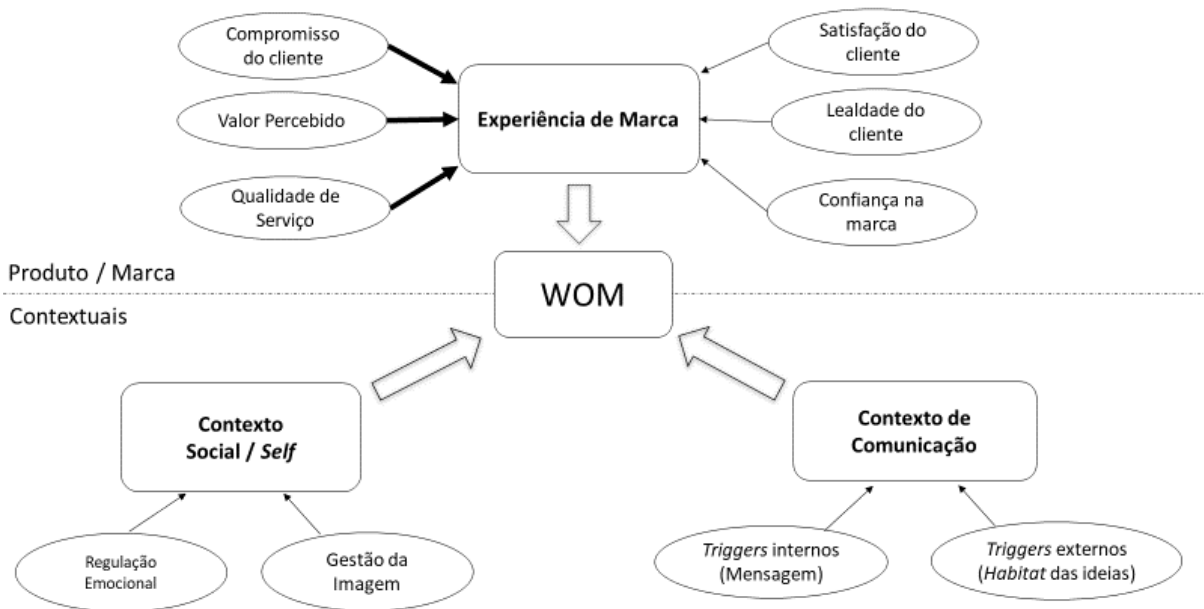 Compromisso
do cliente
Satisfação do
cliente
Valor Percebido
Experiência de Marca
Lealdade do
cliente
Qualidade de
Serviço
Confiança na
marca
Produto / Marca
WOM
Contextuais
Contexto
Social / Self
Contexto de
Comunicação
Regulação
Emocional
Gestão da
Imagem
Triggers internos
(Mensagem)
Triggers externos
(Habitat das ideias)